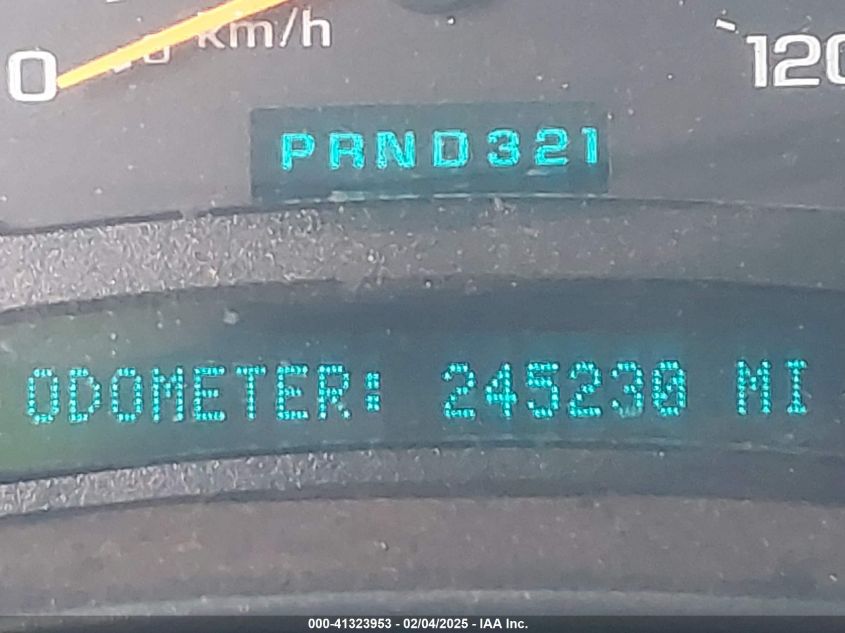 0 km/h 120
PRND321
ODOMETER: 245230 MI
000-41323953 - 02/04/2025 - IAA Inc.